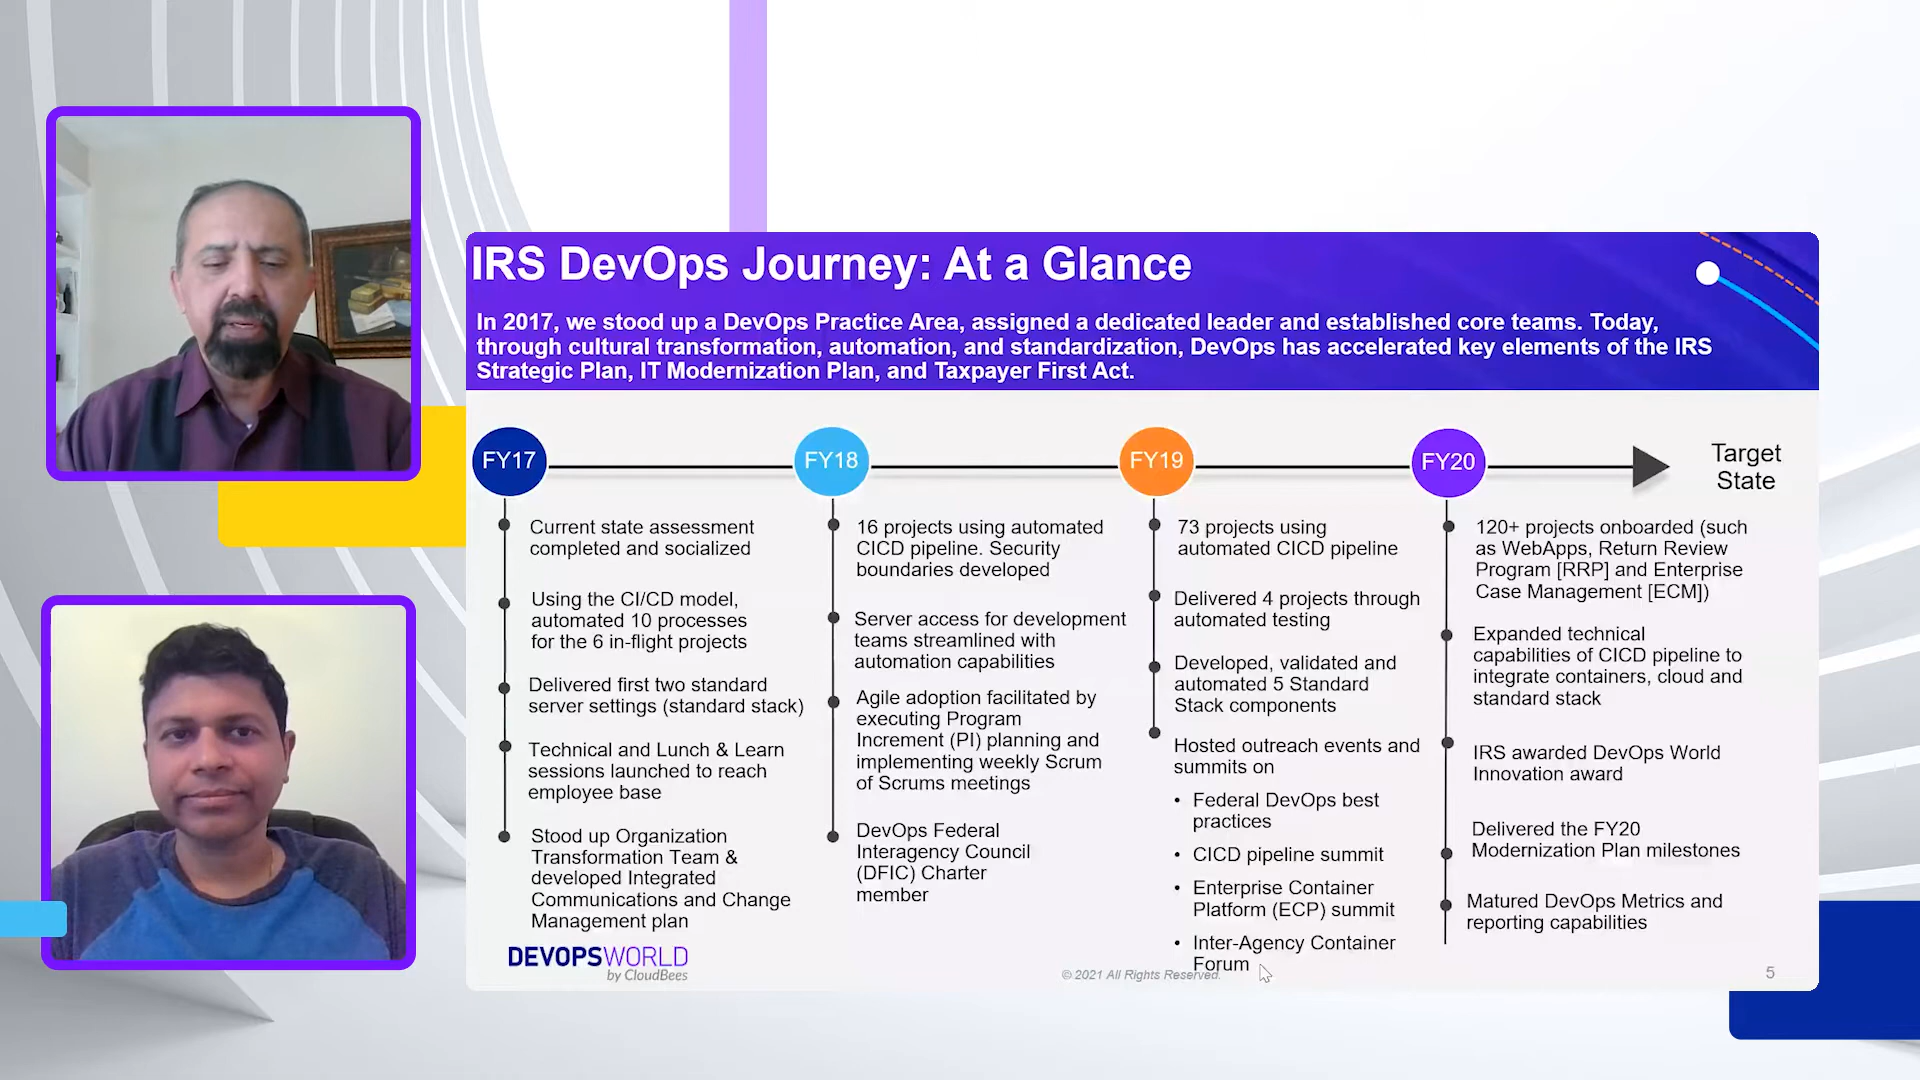 IRS DevOps Journey: At a Glance
In 2017, we stood up a DevOps Practice Area, assigned a dedicated leader and established core teams. Today,
through cultural transformation, automation, and standardization, DevOps has accelerated key elements of the IRS
Strategic Plan, IT Modernization Plan, and Taxpayer First Act.
FY17
Current state assessment
completed and socialized
Using the CI/CD model,
automated 10 processes
for the 6 in-flight projects
Delivered first two standard
server settings (standard stack)
Technical and Lunch & Learn
sessions launched to reach
employee base
Stood up Organization
Transformation Team &
developed Integrated
Communications and Change
Management plan
FY18
16 projects using automated
CICD pipeline. Security
boundaries developed
Server access for development
teams streamlined with
automation capabilities
Agile adoption facilitated by
executing Program
Increment (PI) planning and
implementing weekly Scrum
of Scrums meetings
DevOps Federal
Interagency Council
(DFIC) Charter
member
FY19
73 projects using
automated CICD pipeline
Delivered 4 projects through
automated testing
Developed, validated and
automated 5 Standard
Stack components
Hosted outreach events and
summits on
• Federal DevOps best
practices
• CICD pipeline summit
• Enterprise Container
Platform (ECP) summit
• Inter-Agency Container
Forum
FY20
120+ projects onboarded (such
as WebApps, Return Review
Program [RRP] and Enterprise
Case Management [ECM])
Expanded technical
capabilities of CICD pipeline to
integrate containers, cloud and
standard stack
IRS awarded DevOps World
Innovation award
Delivered the FY20
Modernization Plan milestones
Matured DevOps Metrics and
reporting capabilities
Target
State
DEVOPSWORLD
by CloudBees
© 2021 All Rights Reserved.
5